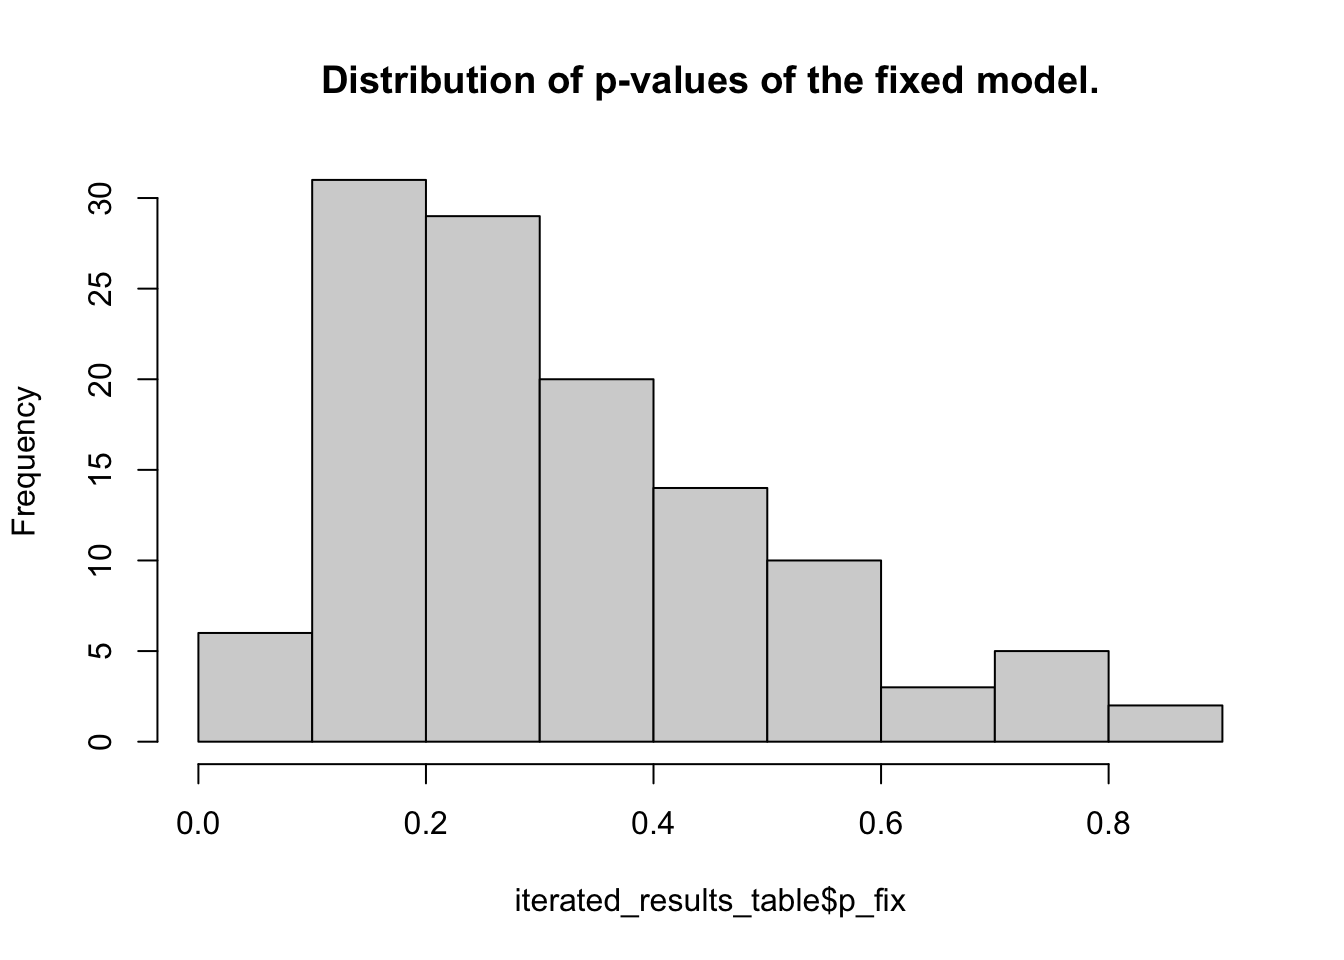 Distribution of p-values of the fixed model.
Frequency
30
25
20
15
10
5
0
0.0 0.2 0.4 0.6 0.8
iterated_results_table$p_fix